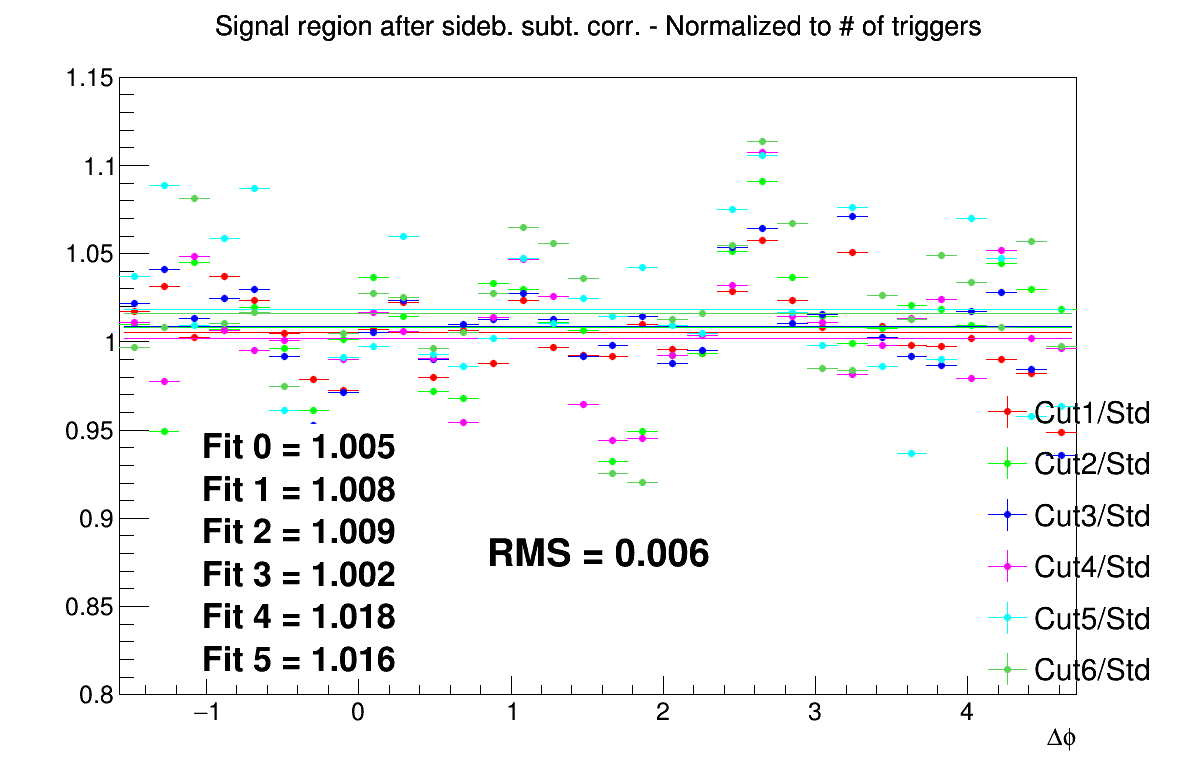 Signal region after sideb. subt. corr. - Normalized to # of triggers
1.15
1.1
1.05
1
0.95
0.9
0.85
0.8
Fit 0 = 1.005
Fit 1 = 1.008
Fit 2 = 1.009
Fit 3 = 1.002
Fit 4 = 1.018
Fit 5 = 1.016
RMS = 0.006
Cut1/Std
Cut2/Std
Cut3/Std
Cut4/Std
Cut5/Std
Cut6/Std
−1 0 1 2 3 4
Δϕ